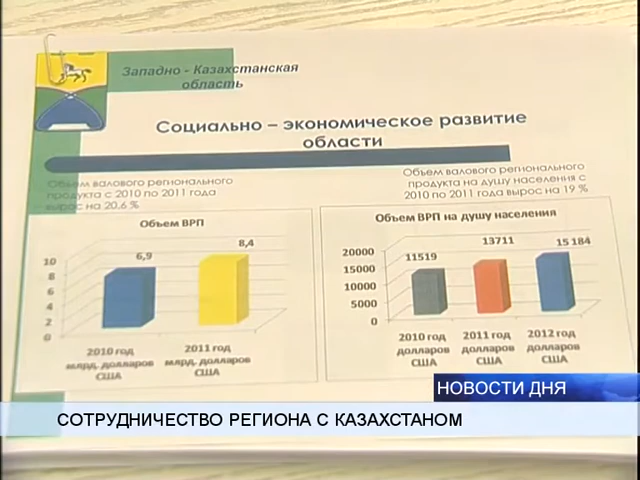 Западно - Казахстанская
область
Социально – экономическое развитие
области
Объем валового регионального
продукта с 2010 по 2011 года
вырос на 20,6 %
Объем валового регионального
продукта на душу населения с
2010 по 2011 года вырос на 19 %
Объем ВРП
10
8
6
4
2
0
6,9
8,4
2010 год
млрд. долларов
США
2011 год
млрд. долларов
США
Объем ВРП на душу населения
20000
15000
10000
5000
0
11519
13711
15 184
2010 год
долларов
США
2011 год
долларов
США
2012 год
долларов
США
НОВОСТИ ДНЯ
СОТРУДНИЧЕСТВО РЕГИОНА С КАЗАХСТАНОМ